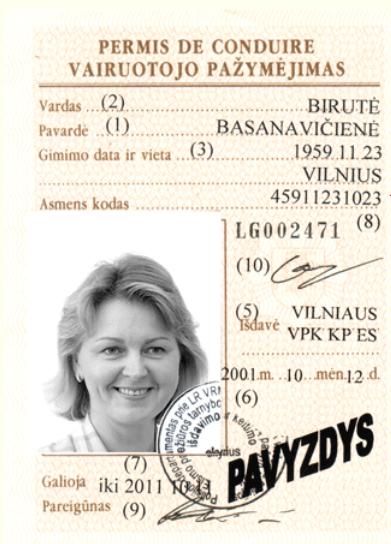 PERMIS DE CONDUIRE
VAIRUOTOJO PAŽYMĖJIMAS
Vardas (2) BIRUTĖ
Pavardė (1) BASANAVIČIENĖ
Gimimo data ir vieta (3) 1959 11 23
VILNIUS
Asmens kodas 45911231023
LG002471 (8)
(10)
(5) VILNIAUS
Išdavė VPK KP ES
2001.m. 10 mėn. 12 d.
(6)
PAVYZDYS
(7)
Galioja iki 2011 10 11
Pareigūnas (9)